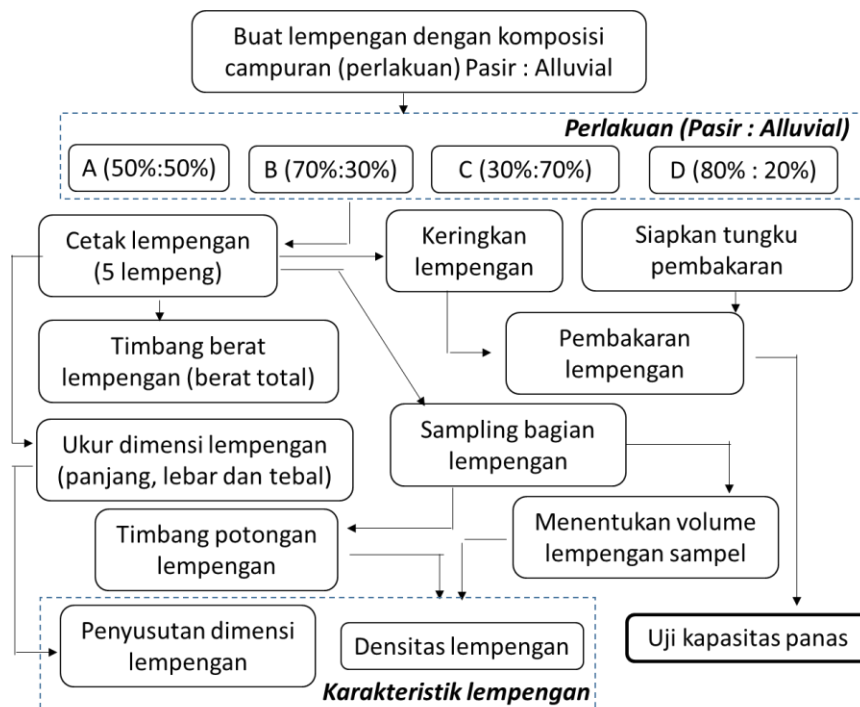 Buat lempengan dengan komposisi
campuran (perlakuan) Pasir : Alluvial
Perlakuan (Pasir : Alluvial)
A (50%:50%)
B (70%:30%)
C (30%:70%)
D (80% : 20%)
Cetak lempengan
(5 lempeng)
Keringkan
lempengan
Siapkan tungku
pembakaran
Timbang berat
lempengan (berat total)
Pembakaran
lempengan
Ukur dimensi lempengan
(panjang, lebar dan tebal)
Sampling bagian
lempengan
Timbang potongan
lempengan
Menentukan volume
lempengan sampel
Penyusutan dimensi
lempengan
Densitas lempengan
Uji kapasitas panas
Karakteristik lempengan